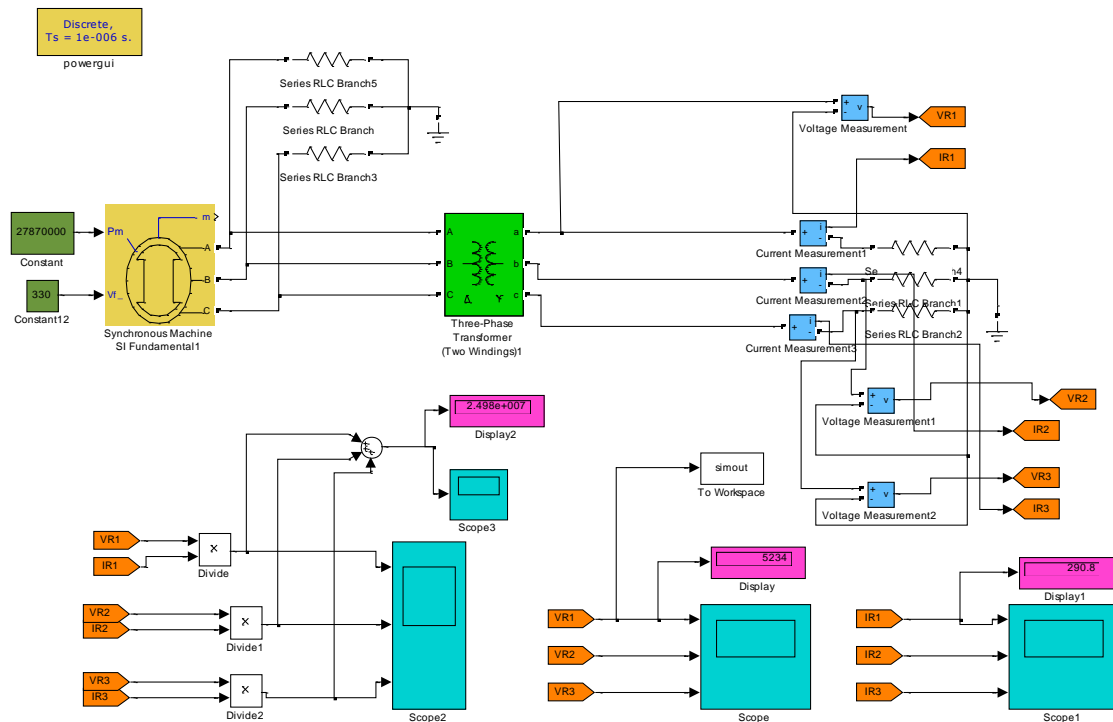 Discrete,
Ts = 1e-006 s.
powergui
Series RLC Branch5
Series RLC Branch
Series RLC Branch3
+
-
v
Voltage Measurement
VR1
IR1
27870000
Constant
330
Constant12
Pm
Vf_
m
A
B
C
Synchronous Machine
SI Fundamental1
A
B
C
a
b
c
Δ Y
Three-Phase
Transformer
(Two Windings)1
+
i
-
Current Measurement1
+
i
-
Current Measurement2
Series RLC Branch1
+
i
-
Current Measurement3
Series RLC Branch2
+
-
v
Voltage Measurement1
VR2
IR2
+
-
v
Voltage Measurement2
VR3
IR3
2.498e+007
Display2
Scope3
simout
To Workspace
VR1
IR1
×
Divide
VR2
IR2
×
Divide1
VR3
IR3
×
Divide2
Scope2
5234
Display
VR1
VR2
VR3
Scope
290.8
Display1
IR1
IR2
IR3
Scope1